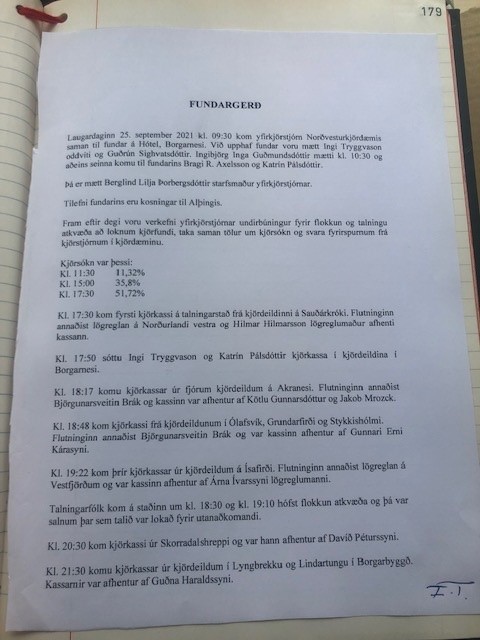 179
FUNDARGERÐ
Laugardaginn 25. september 2021 kl. 09:30 kom yfirkjörstjórn Norðvesturkjördæmis
saman til fundar á Hótel, Borgarnesi. Við upphaf fundar voru mætt Ingi Tryggvason
oddviti og Guðrún Sighvatsdóttir. Ingibjörg Inga Guðmundsdóttir mætti kl. 10:30 og
aðeins seinna komu til fundarins Bragi R. Axelsson og Katrín Pálsdóttir.
Þá er mætt Berglind Lilja Þorbergsdóttir starfsmaður yfirkjörstjórnar.
Tilefni fundarins eru kosningar til Alþingis.
Fram eftir degi voru verkefni yfirkjörstjórnar undirbúningur fyrir flokkun og talningu
atkvæða að loknum kjörfundi, taka saman tölur um kjörsókn og svara fyrirspurnum frá
kjörstjórnum í kjördæminu.
Kjörsókn var þessi:
Kl. 11:30 11,32%
Kl. 15:00 35,8%
Kl. 17:30 51,72%
Kl. 17:30 kom fyrsti kjörkassi á talningarstað frá kjördeildinni á Sauðárkróki. Flutninginn
annaðist lögreglan á Norðurlandi vestra og Hilmar Hilmarsson lögreglumaður afhenti
kassann.
Kl. 17:50 sóttu Ingi Tryggvason og Katrín Pálsdóttir kjörkassa í kjördeildina í
Borgarnesi.
Kl. 18:17 komu kjörkassar úr fjórum kjördeildum á Akranesi. Flutninginn annaðist
Björgunarsveitin Brák og kassinn var afhentur af Kötlu Gunnarsdóttur og Jakob Mrozck.
Kl. 18:48 kom kjörkassi frá kjördeildunum í Ólafsvík, Grundarfirði og Stykkishólmi.
Flutninginn annaðist Björgunarsveitin Brák og var kassinn afhentur af Gunnari Erni
Kárasyni.
Kl. 19:22 kom þrír kjörkassar úr kjördeildum á Ísafirði. Flutninginn annaðist lögreglan á
Vestfjörðum og var kassinn afhentur af Árna Ívarssyni lögreglumanni.
Talningarfólk kom á staðinn um kl. 18:30 og kl. 19:10 hófst flokkun atkvæða og þá var
salnum þar sem talið var lokað fyrir utanaðkomandi.
Kl. 20:30 kom kjörkassi úr Skorradalshreppi og var hann afhentur af Davíð Péturssyni.
Kl. 21:30 komu kjörkassar úr kjördeildum í Lyngbrekku og Lindartungu í Borgarbyggð.
Kassarnir var afhentur af Guðna Haraldssyni.
I.T.